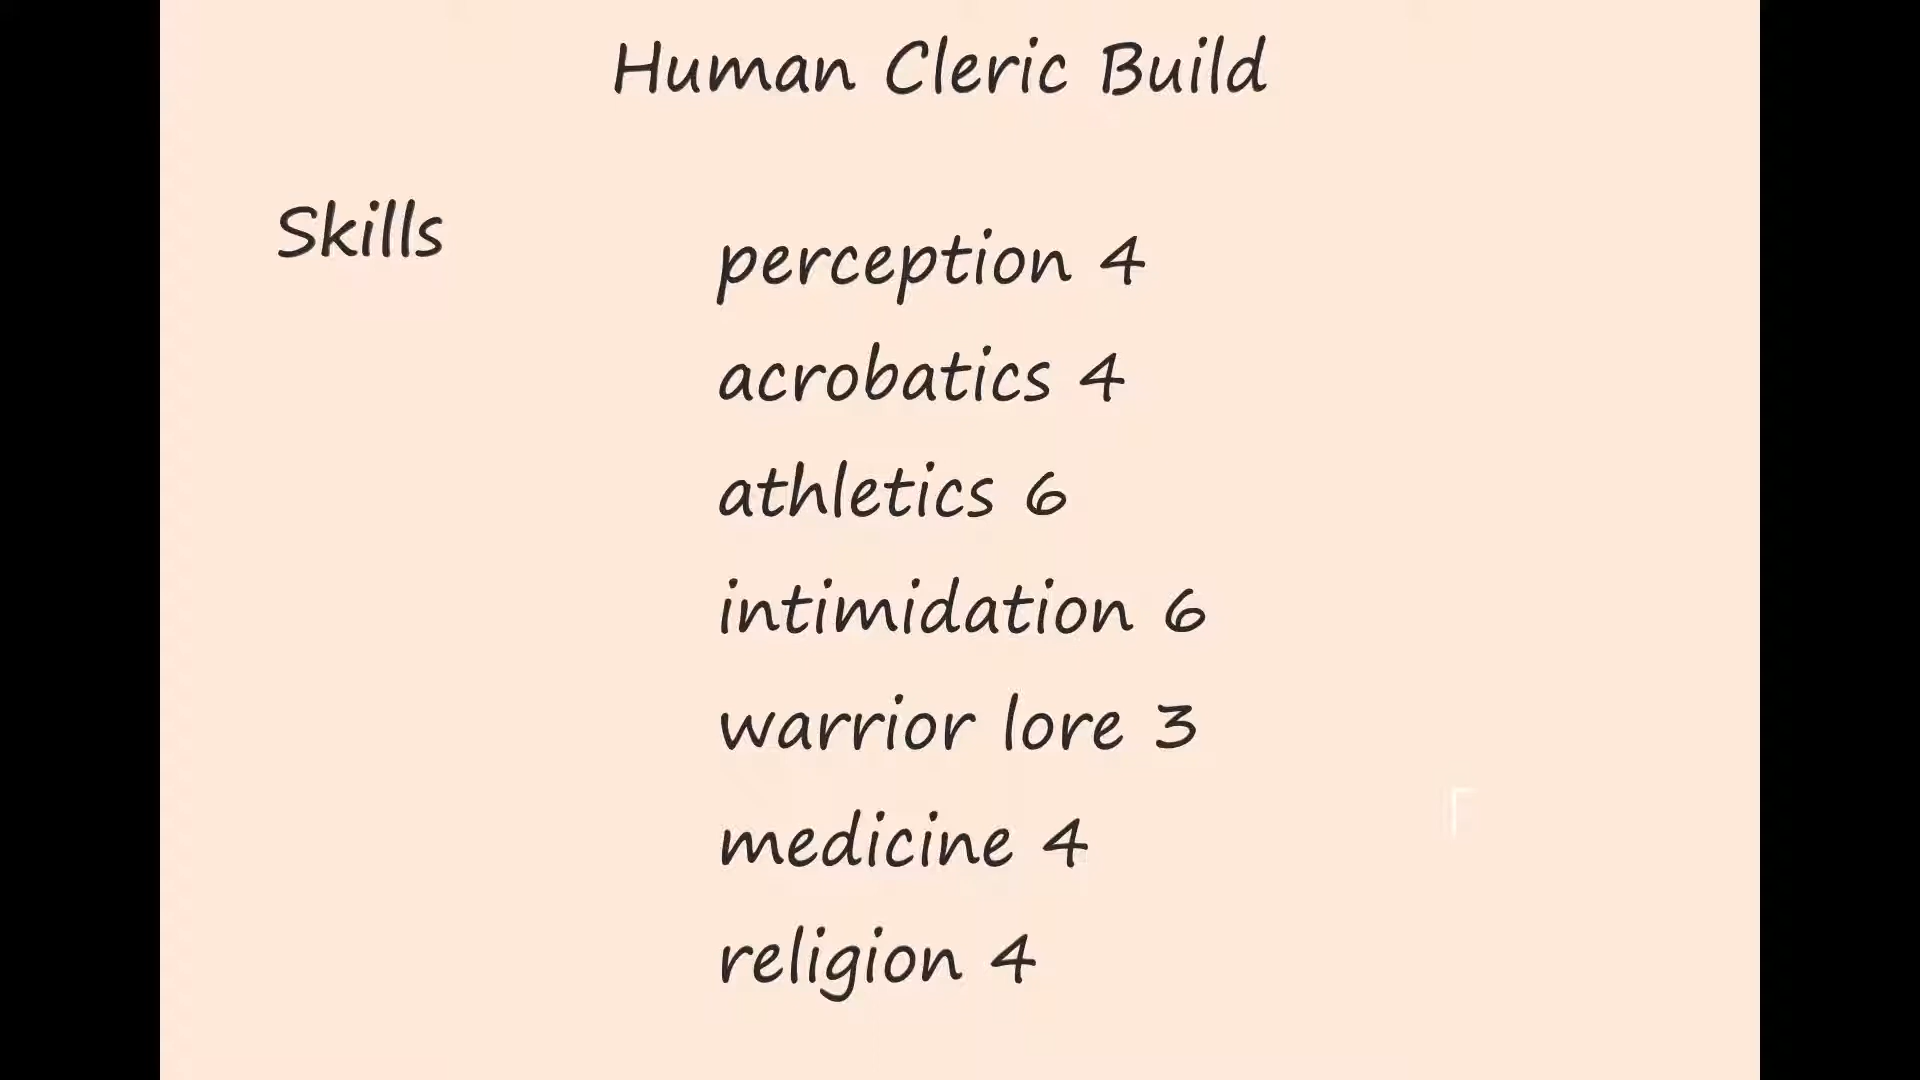 Human Cleric Build
Skills
perception 4
acrobatics 4
athletics 6
intimidation 6
warrior lore 3
medicine 4
religion 4